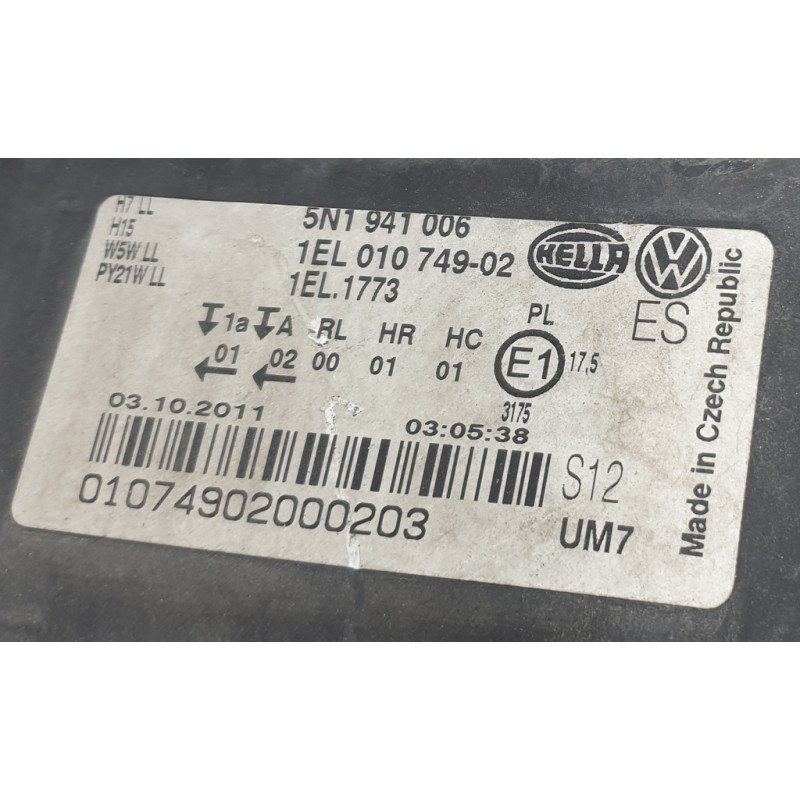 H7 LL
H15
W5W LL
PY21W LL
5N1 941 006
1EL 010 749-02
1EL.1773
HELLA
VW
ES
1a A RL HR HC
01 02 00 01 01
PL
E1
17,5
3175
03.10.2011
03:05:38
S12
01074902000203
UM7
Made in Czech Republic